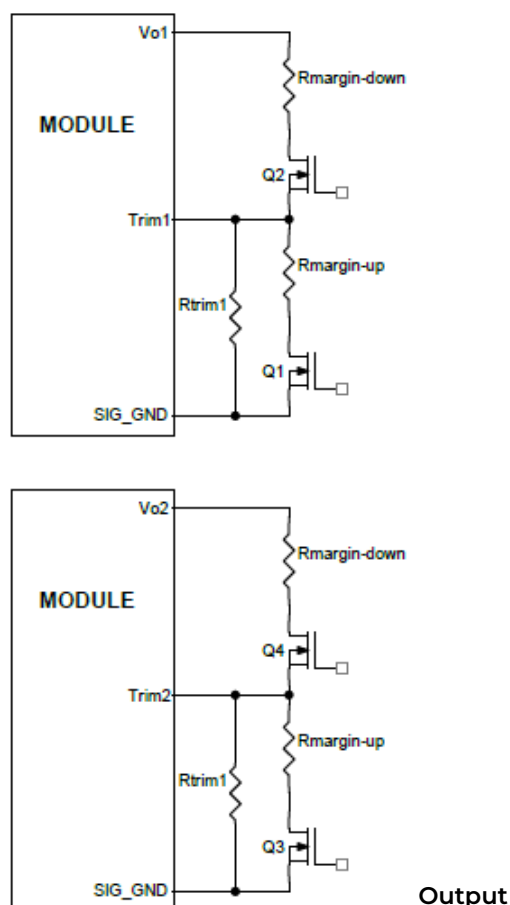 Vo1
Rmargin-down
MODULE
Q2
Trim1
Rmargin-up
Rtrim1
Q1
SIG_GND
Vo2
Rmargin-down
MODULE
Q4
Trim2
Rmargin-up
Rtrim1
Q3
SIG_GND
Output